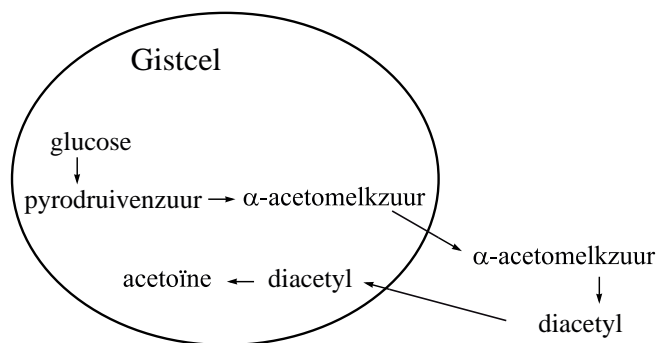 Gistcel
glucose
pyrodruivenzuur
α-acetomelkzuur
α-acetomelkzuur
acetoïne
diacetyl
diacetyl